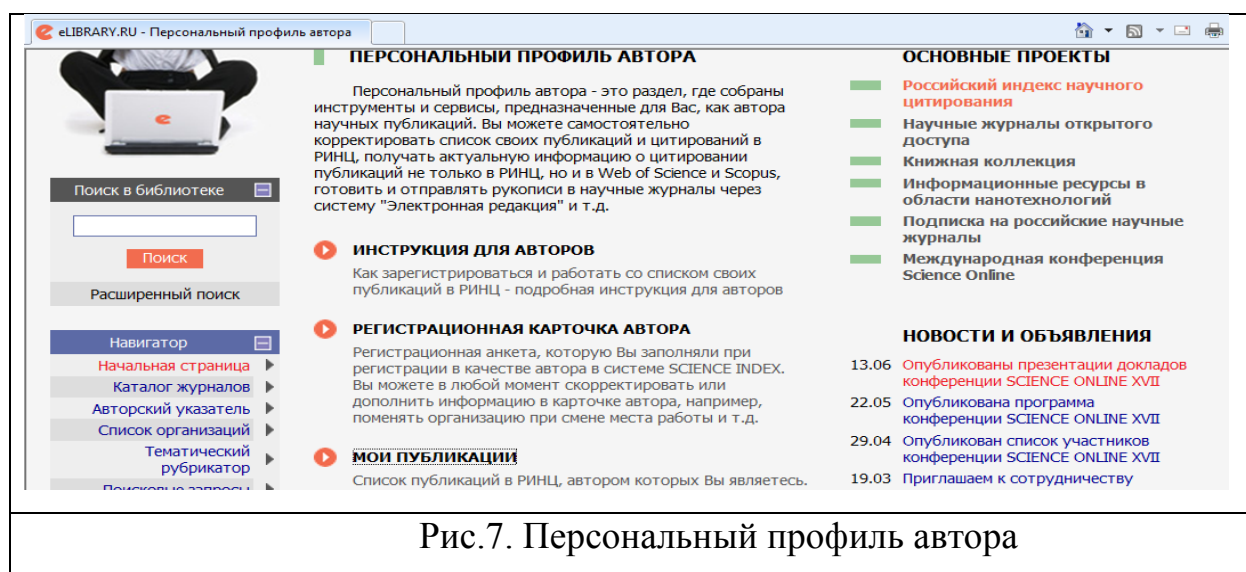 eLIBRARY.RU - Персональный профиль автора
Поиск в библиотеке
Поиск
Расширенный поиск
Навигатор
Начальная страница
Каталог журналов
Авторский указатель
Список организаций
Тематический
рубрикатор
Поисковые запросы
ПЕРСОНАЛЬНЫЙ ПРОФИЛЬ АВТОРА
Персональный профиль автора - это раздел, где собраны
инструменты и сервисы, предназначенные для Вас, как автора
научных публикаций. Вы можете самостоятельно
корректировать список своих публикаций и цитирований в
РИНЦ, получать актуальную информацию о цитировании
публикаций не только в РИНЦ, но и в Web of Science и Scopus,
готовить и отправлять рукописи в научные журналы через
систему "Электронная редакция" и т.д.
ИНСТРУКЦИЯ ДЛЯ АВТОРОВ
Как зарегистрироваться и работать со списком своих
публикаций в РИНЦ - подробная инструкция для авторов
РЕГИСТРАЦИОННАЯ КАРТОЧКА АВТОРА
Регистрационная анкета, которую Вы заполняли при
регистрации в качестве автора в системе SCIENCE INDEX.
Вы можете в любой момент скорректировать или
дополнить информацию в карточке автора, например,
поменять организацию при смене места работы и т.д.
МОИ ПУБЛИКАЦИИ
Список публикаций в РИНЦ, автором которых Вы являетесь.
ОСНОВНЫЕ ПРОЕКТЫ
Российский индекс научного
цитирования
Научные журналы открытого
доступа
Книжная коллекция
Информационные ресурсы в
области нанотехнологий
Подписка на российские научные
журналы
Международная конференция
Science Online
НОВОСТИ И ОБЪЯВЛЕНИЯ
13.06 Опубликованы презентации докладов
конференции SCIENCE ONLINE XVII
22.05 Опубликована программа
конференции SCIENCE ONLINE XVII
29.04 Опубликован список участников
конференции SCIENCE ONLINE XVII
19.03 Приглашаем к сотрудничеству
Рис.7. Персональный профиль автора